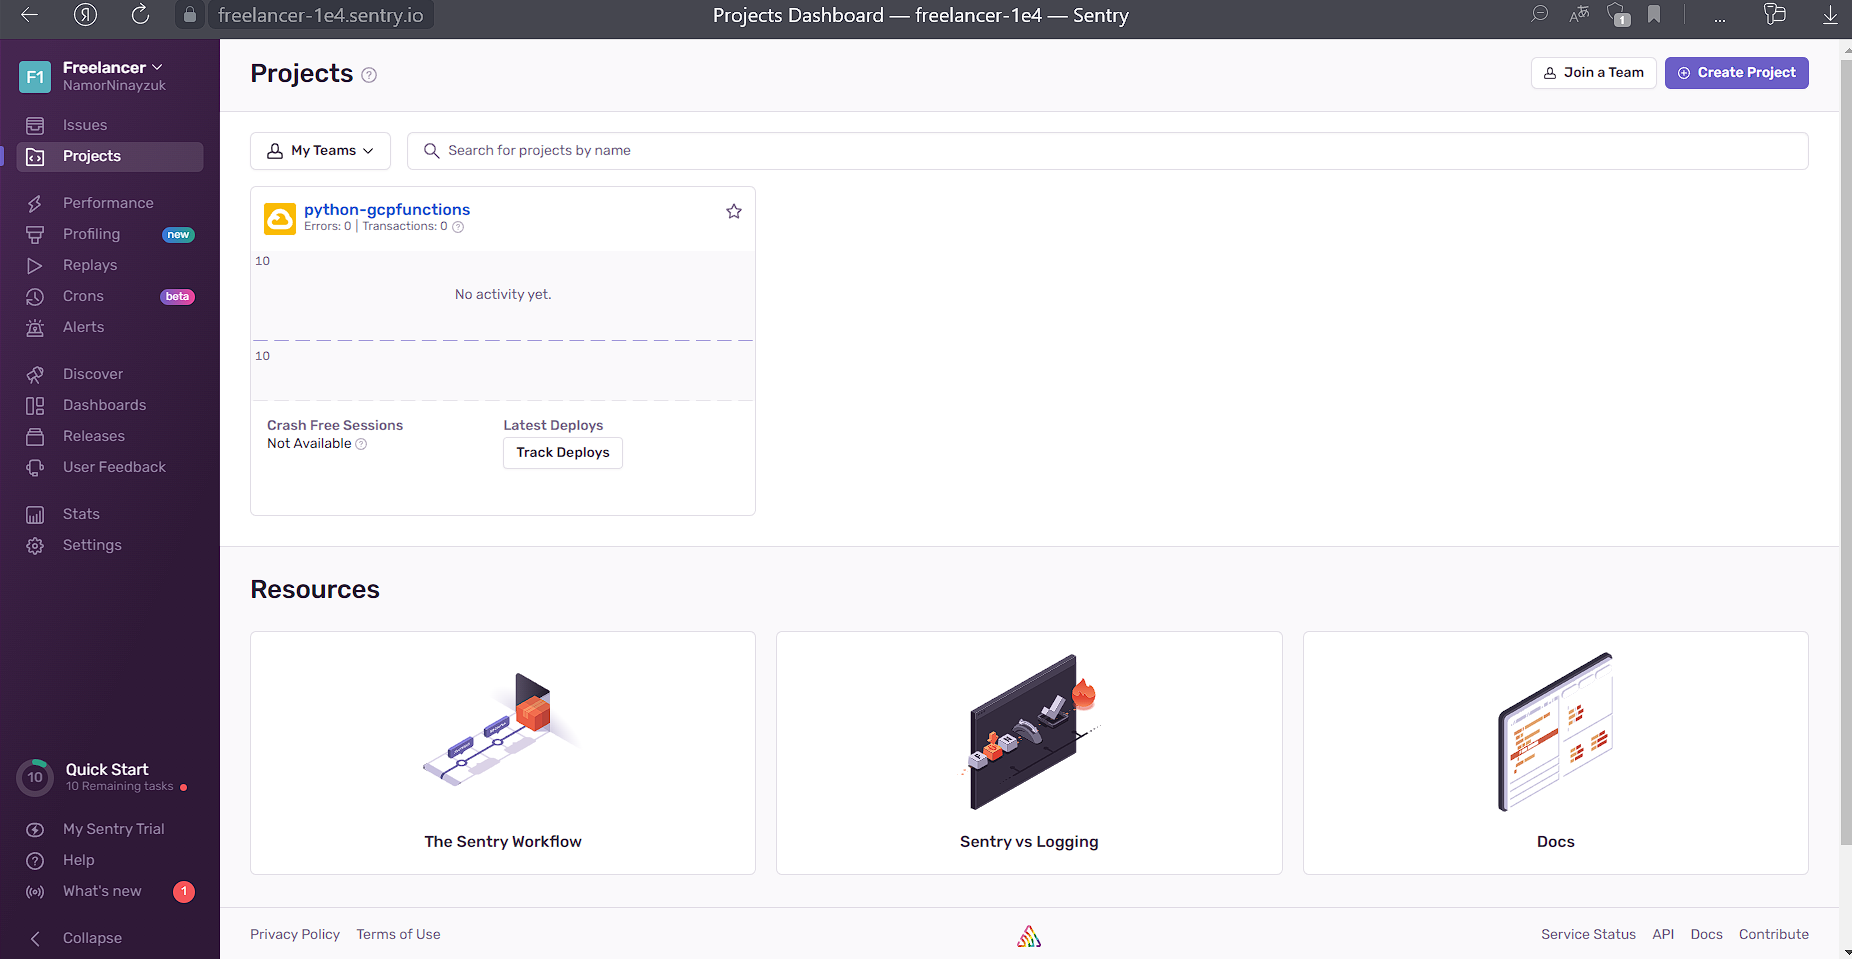 freelancer-1e4.sentry.io
Projects Dashboard — freelancer-1e4 — Sentry
1
...
F1
Freelancer
NamorNinayzuk
Issues
Projects
Performance
Profiling new
Replays
Crons beta
Alerts
Discover
Dashboards
Releases
User Feedback
Stats
Settings
10
Quick Start
10 Remaining tasks
My Sentry Trial
Help
What's new 1
Collapse
Projects
Join a Team
Create Project
My Teams
Search for projects by name
python-gcpfunctions
Errors: 0 | Transactions: 0
10
No activity yet.
10
Crash Free Sessions
Not Available
Latest Deploys
Track Deploys
Resources
The Sentry Workflow
Sentry vs Logging
Docs
Privacy Policy
Terms of Use
Service Status
API
Docs
Contribute